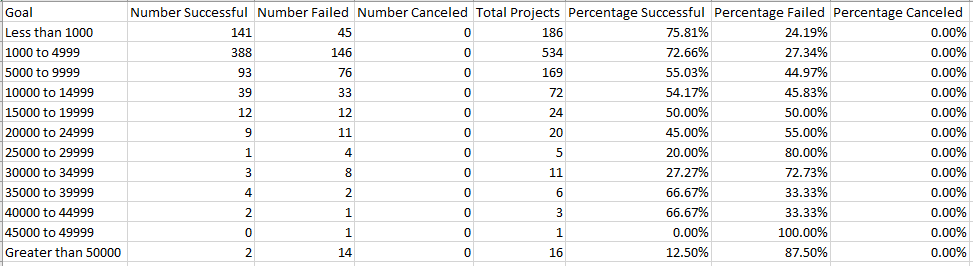 Goal Number Successful Number Failed Number Canceled Total Projects Percentage Successful Percentage Failed Percentage Canceled
Less than 1000 141 45 0 186 75.81% 24.19% 0.00%
1000 to 4999 388 146 0 534 72.66% 27.34% 0.00%
5000 to 9999 93 76 0 169 55.03% 44.97% 0.00%
10000 to 14999 39 33 0 72 54.17% 45.83% 0.00%
15000 to 19999 12 12 0 24 50.00% 50.00% 0.00%
20000 to 24999 9 11 0 20 45.00% 55.00% 0.00%
25000 to 29999 1 4 0 5 20.00% 80.00% 0.00%
30000 to 34999 3 8 0 11 27.27% 72.73% 0.00%
35000 to 39999 4 2 0 6 66.67% 33.33% 0.00%
40000 to 44999 2 1 0 3 66.67% 33.33% 0.00%
45000 to 49999 0 1 0 1 0.00% 100.00% 0.00%
Greater than 50000 2 14 0 16 12.50% 87.50% 0.00%